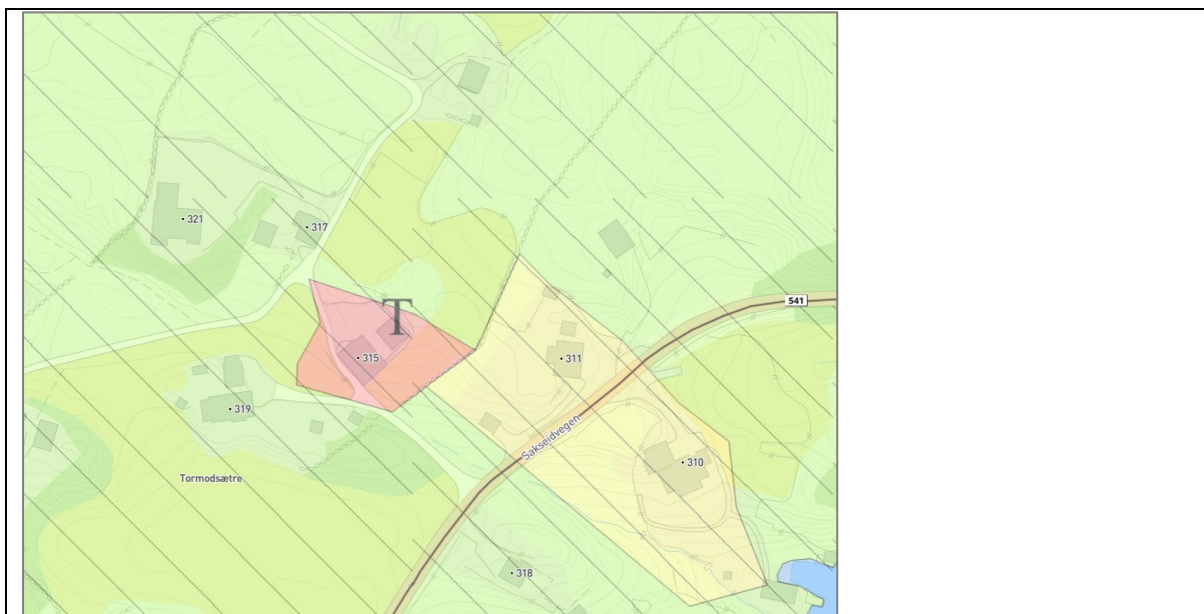 541
• 321
• 317
T
• 315
• 311
• 319
Sakseidvegen
• 310
Tormodsætre
• 318